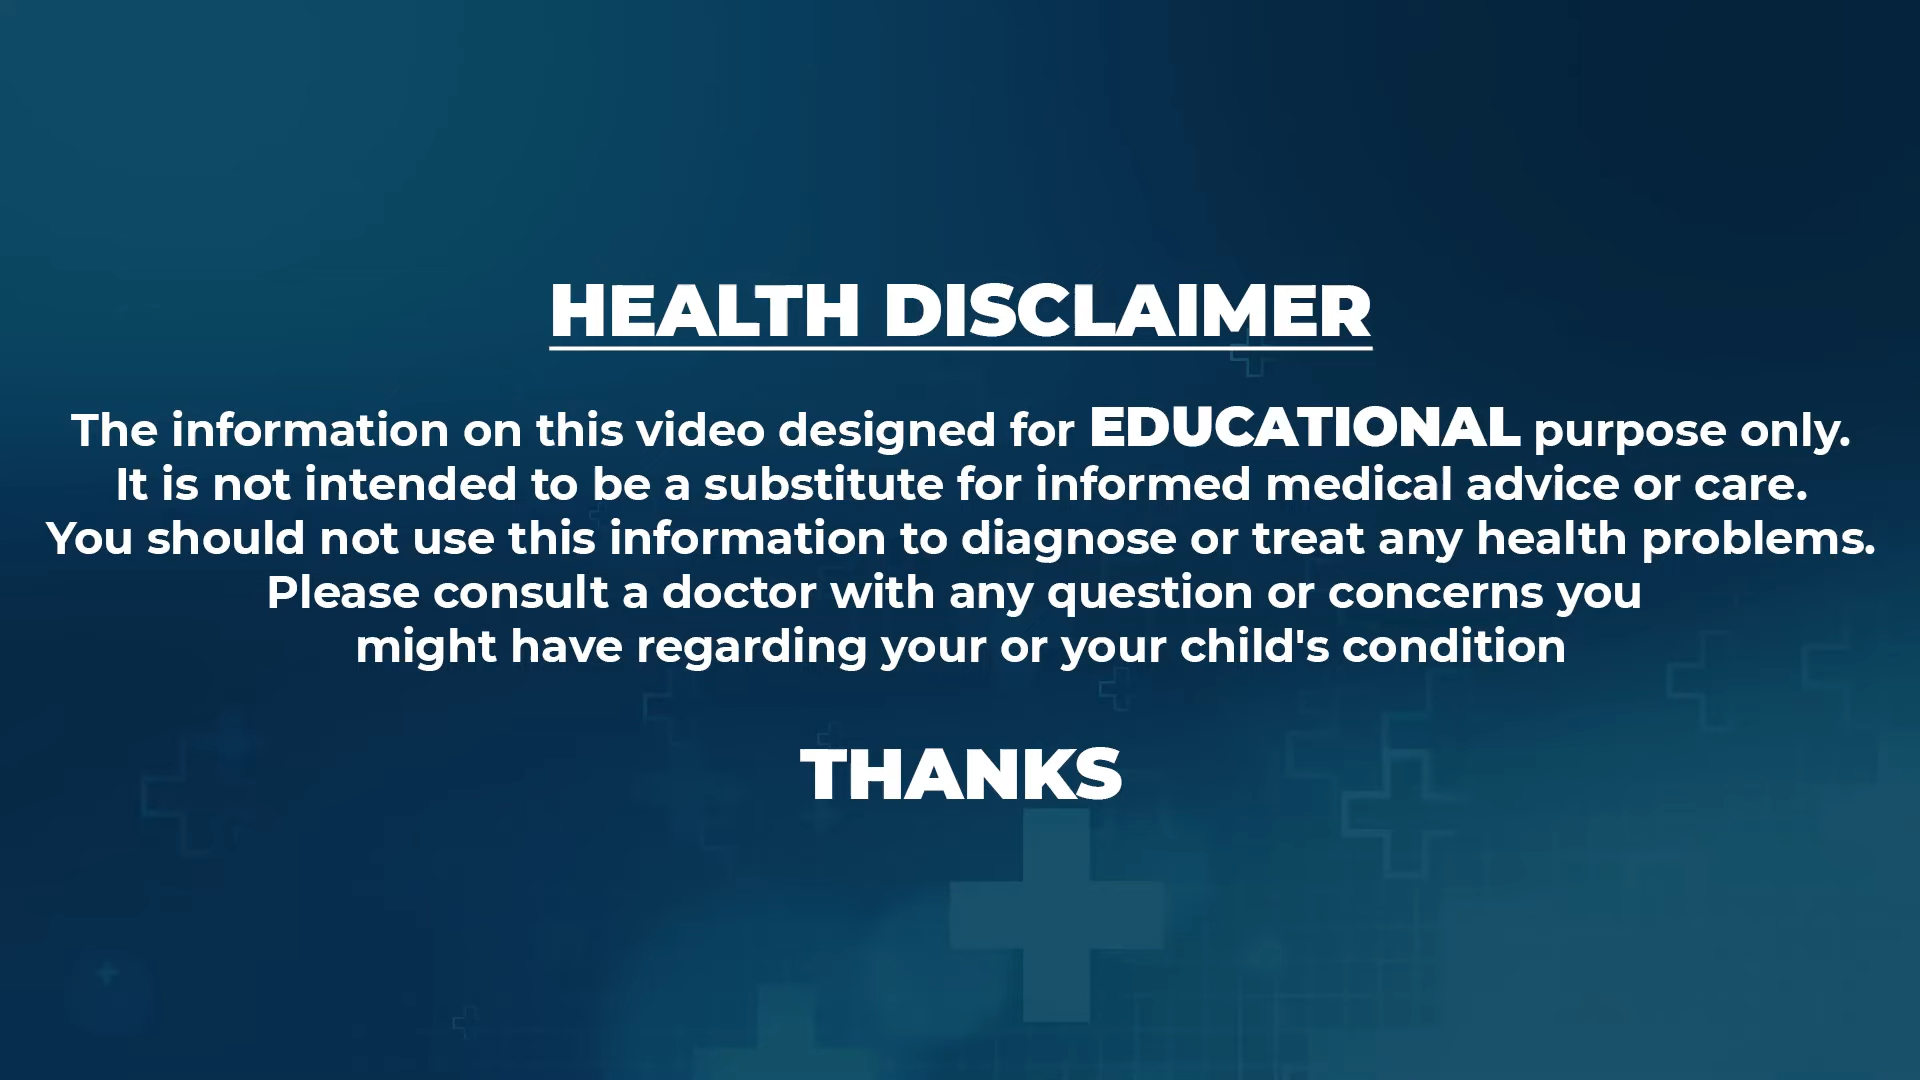 HEALTH DISCLAIMER
The information on this video designed for EDUCATIONAL purpose only.
It is not intended to be a substitute for informed medical advice or care.
You should not use this information to diagnose or treat any health problems.
Please consult a doctor with any question or concerns you
might have regarding your or your child's condition
THANKS